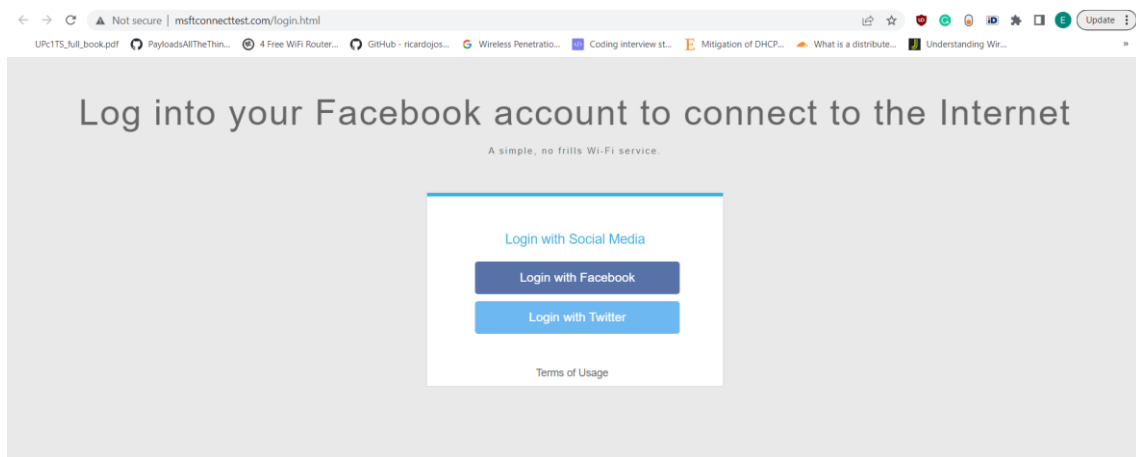 Not secure | msftconnecttest.com/login.html
Update
UPc1TS_full_book.pdf PayloadsAllTheThin... 4 Free WiFi Router... GitHub - ricardojos... Wireless Penetratio... Coding interview st... Mitigation of DHCP... What is a distribute... Understanding Wir... »
Log into your Facebook account to connect to the Internet
A simple, no frills Wi-Fi service.
Login with Social Media
Login with Facebook
Login with Twitter
Terms of Usage